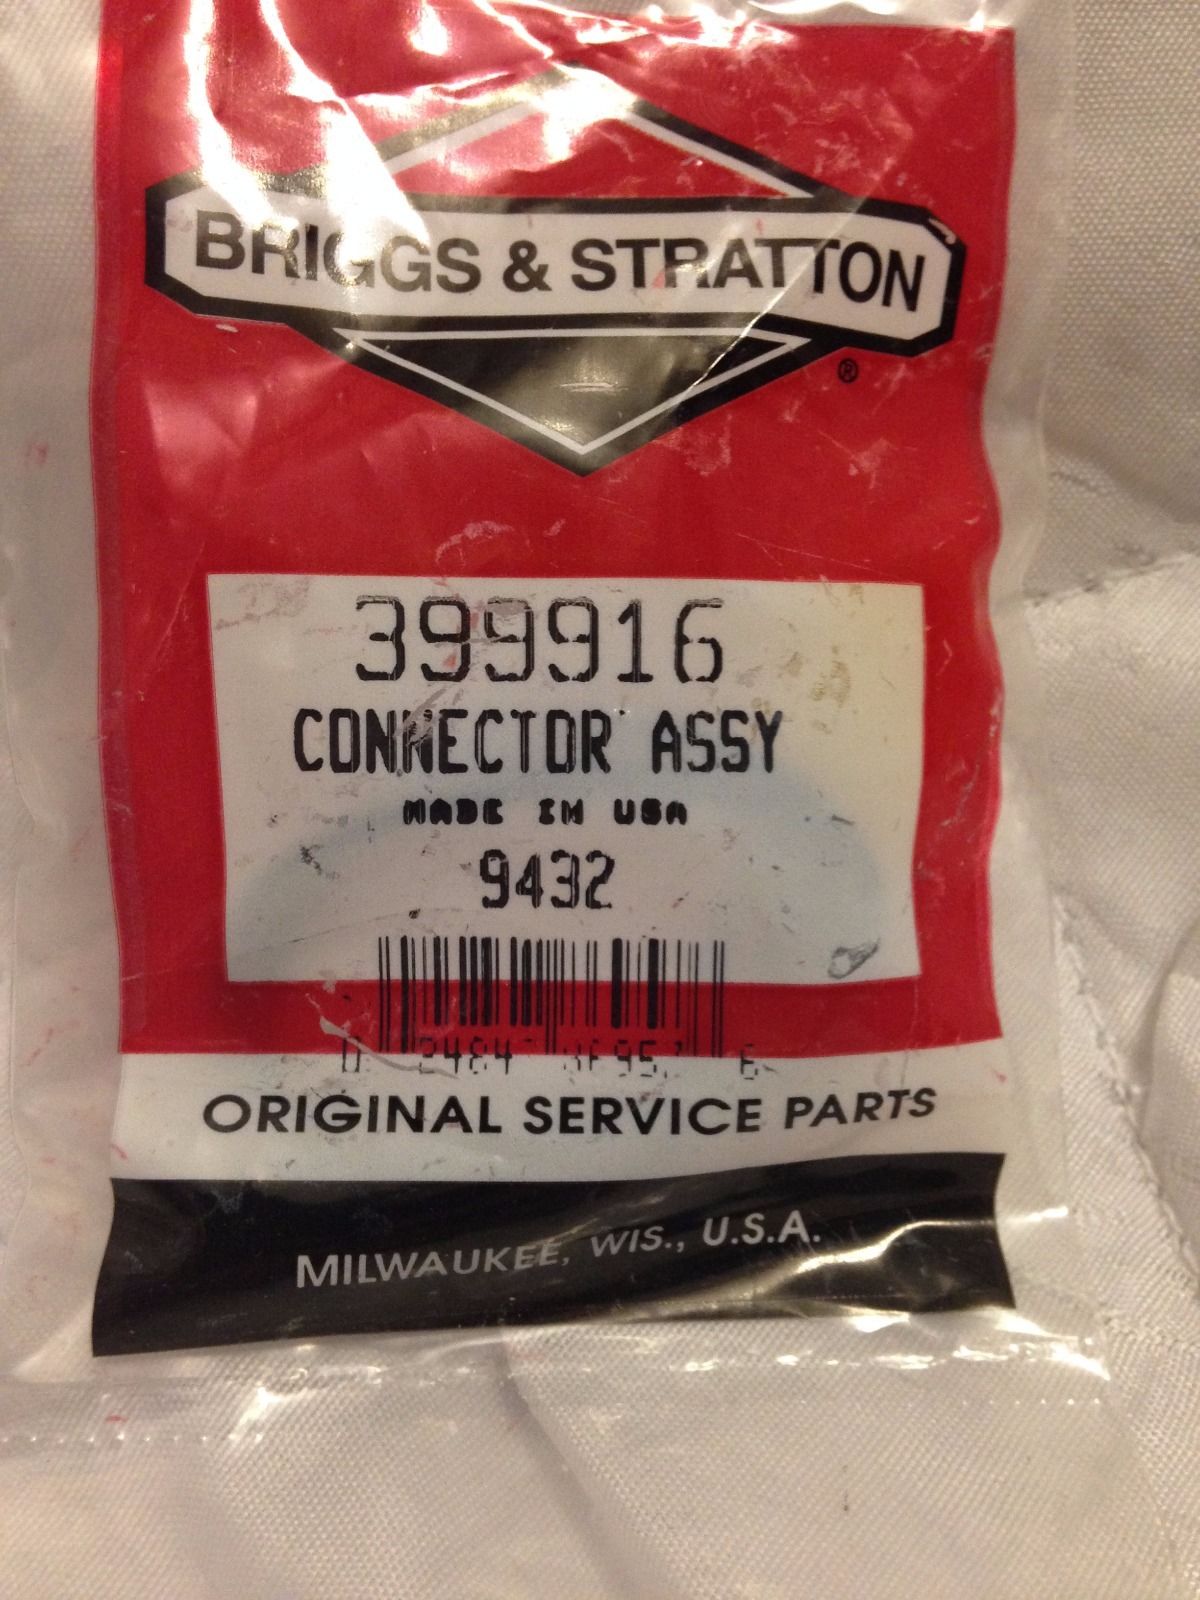 BRIGGS & STRATTON
®
399916
CONNECTOR ASSY
MADE IN USA
9432
ORIGINAL SERVICE PARTS
MILWAUKEE, WIS., U.S.A.